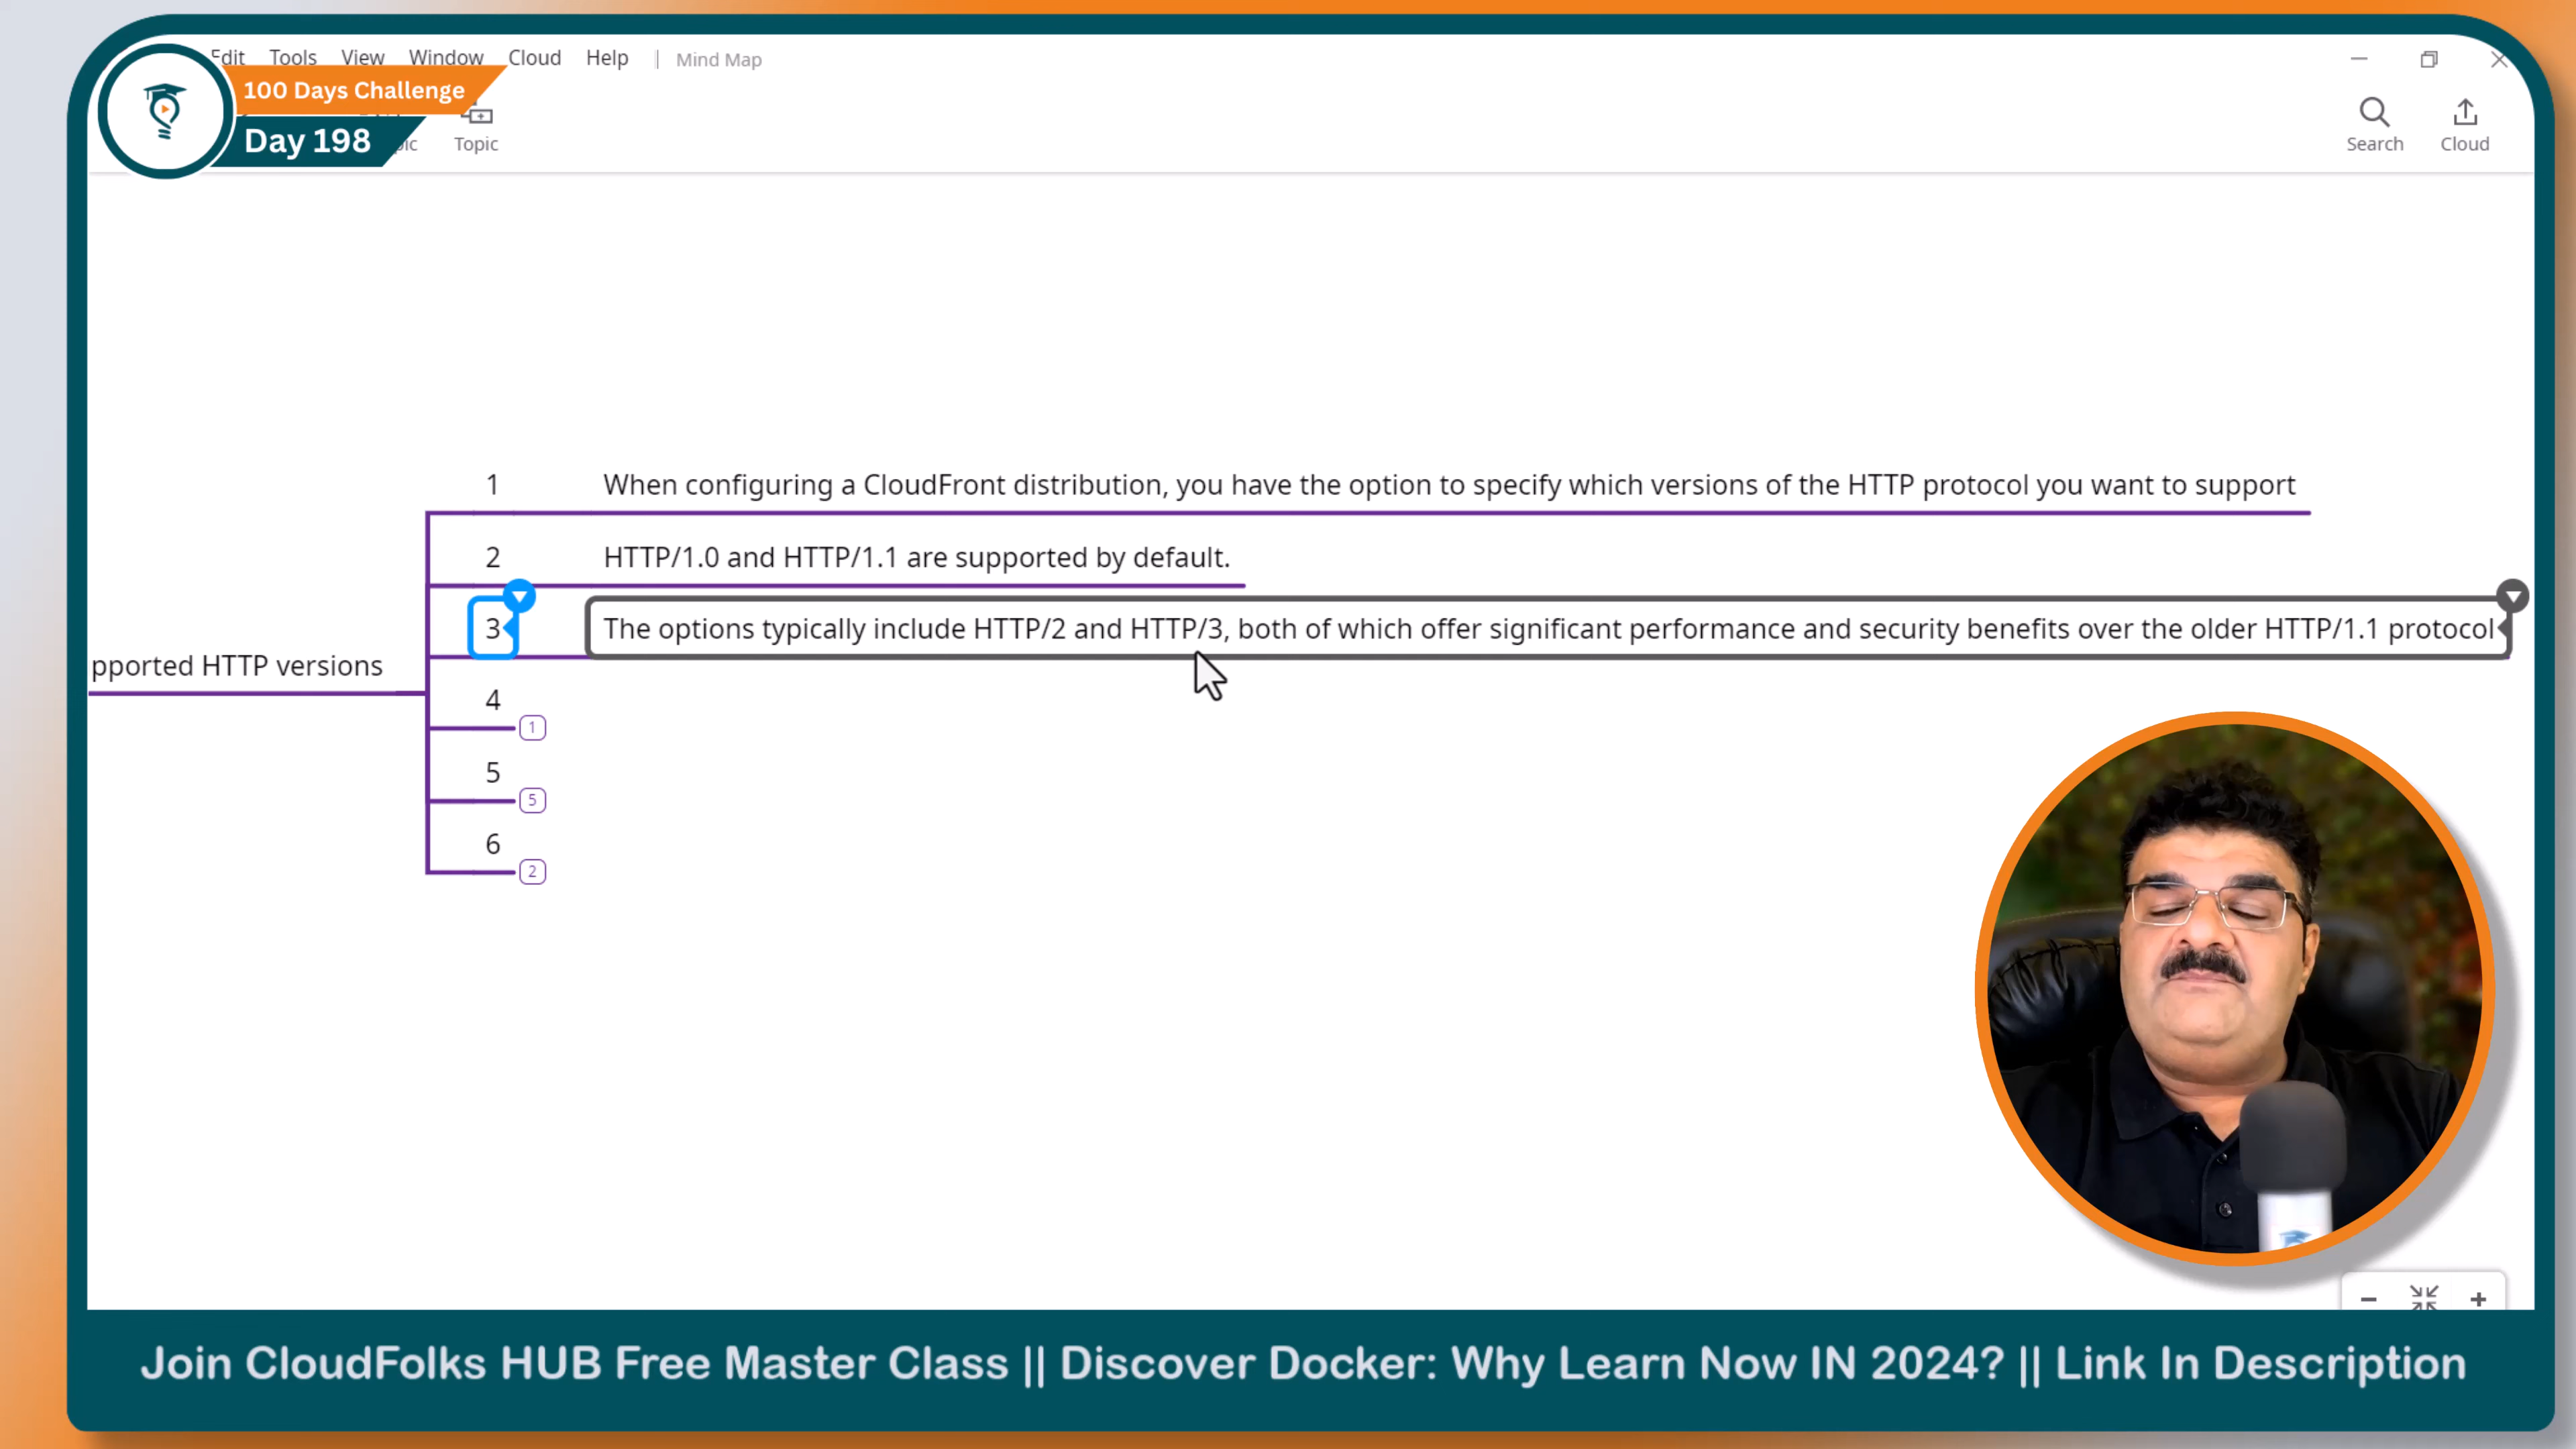 Edit Tools View Window Cloud Help | Mind Map
100 Days Challenge
Day 198
Topic
Search
Cloud
1 When configuring a CloudFront distribution, you have the option to specify which versions of the HTTP protocol you want to support
2 HTTP/1.0 and HTTP/1.1 are supported by default.
3 The options typically include HTTP/2 and HTTP/3, both of which offer significant performance and security benefits over the older HTTP/1.1 protocol
pported HTTP versions
4
1
5
5
6
2
Join CloudFolks HUB Free Master Class || Discover Docker: Why Learn Now IN 2024? || Link In Description